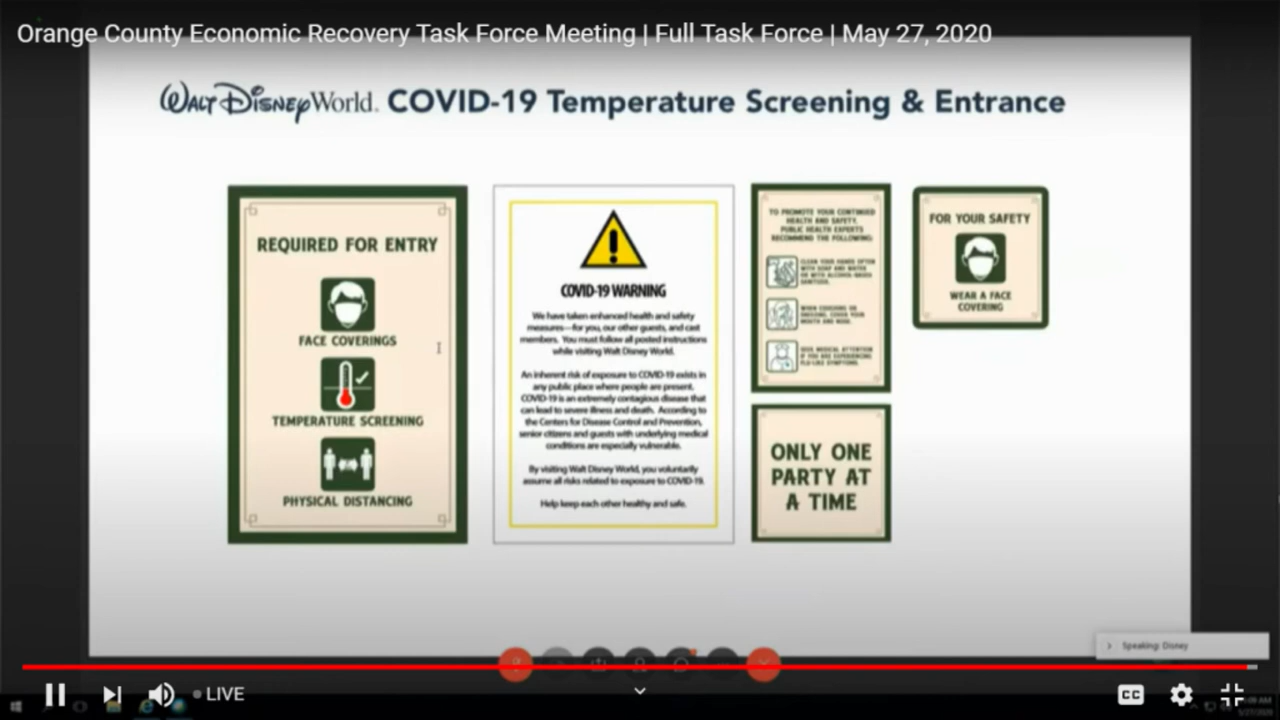 Orange County Economic Recovery Task Force Meeting | Full Task Force | May 27, 2020
Walt Disney World. COVID-19 Temperature Screening & Entrance
REQUIRED FOR ENTRY
FACE COVERINGS
TEMPERATURE SCREENING
PHYSICAL DISTANCING
COVID-19 WARNING
We have taken enhanced health and safety
measures—for you, our other guests, and cast
members. You must follow all posted instructions
while visiting Walt Disney World.
An inherent risk of exposure to COVID-19 exists in
any public place where people are present.
COVID-19 is an extremely contagious disease that
can lead to severe illness and death. According to
the Centers for Disease Control and Prevention,
senior citizens and guests with underlying medical
conditions are especially vulnerable.
By visiting Walt Disney World, you voluntarily
assume all risks related to exposure to COVID-19.
Help keep each other healthy and safe.
TO PROMOTE YOUR CONTINUED
HEALTH AND SAFETY,
PUBLIC HEALTH EXPERTS
RECOMMEND THE FOLLOWING:
CLEAN YOUR HANDS OFTEN
WITH SOAP AND WATER
OR WITH ALCOHOL-BASED
SANITIZER.
WHEN COUGHING OR
SNEEZING, COVER YOUR
MOUTH AND NOSE.
SEEK MEDICAL ATTENTION
IF YOU ARE EXPERIENCING
FLU-LIKE SYMPTOMS.
ONLY ONE
PARTY AT
A TIME
FOR YOUR SAFETY
WEAR A FACE
COVERING
Speaking: Disney
LIVE
CC